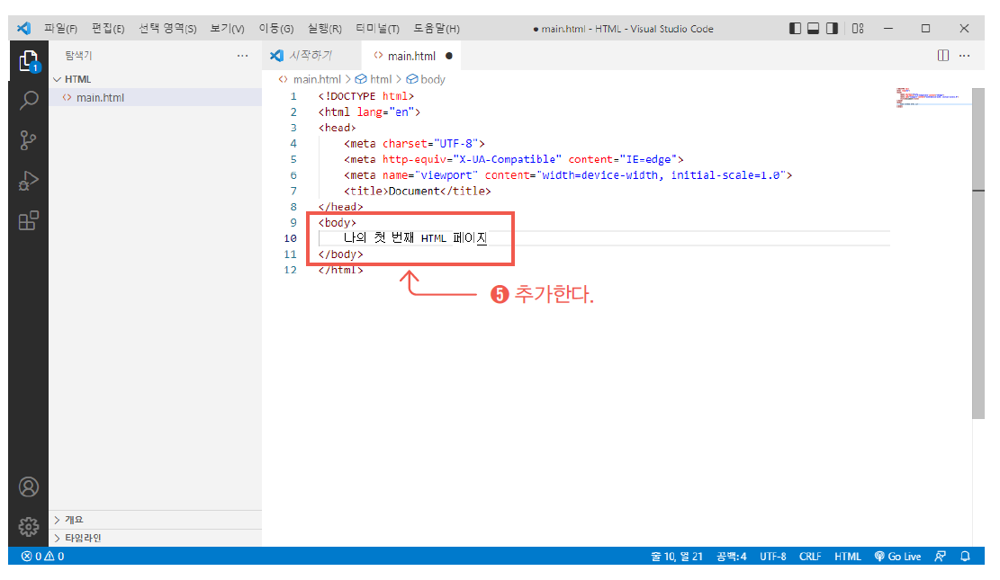 파일(F) 편집(E) 선택 영역(S) 보기(V) 이동(G) 실행(R) 터미널(T) 도움말(H) ● main.html - HTML - Visual Studio Code
탐색기 ···
시작하기 main.html ●
HTML
main.html
main.html > html > body
1 <!DOCTYPE html>
2 <html lang="en">
3 <head>
4 <meta charset="UTF-8">
5 <meta http-equiv="X-UA-Compatible" content="IE=edge">
6 <meta name="viewport" content="width=device-width, initial-scale=1.0">
7 <title>Document</title>
8 </head>
9 <body>
10 나의 첫 번째 HTML 페이지
11 </body>
12 </html>
❺ 추가한다.
1
개요
타임라인
0 0 줄 10, 열 21 공백: 4 UTF-8 CRLF HTML Go Live